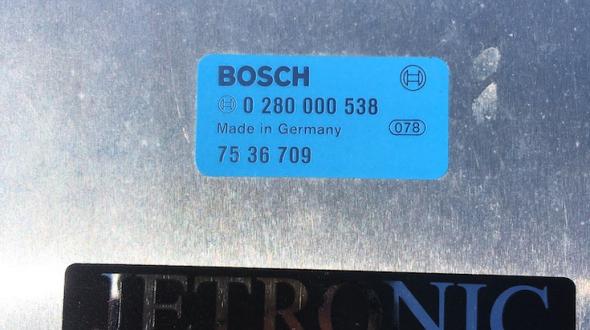 BOSCH
0 280 000 538
Made in Germany 078
75 36 709
JETRONIC